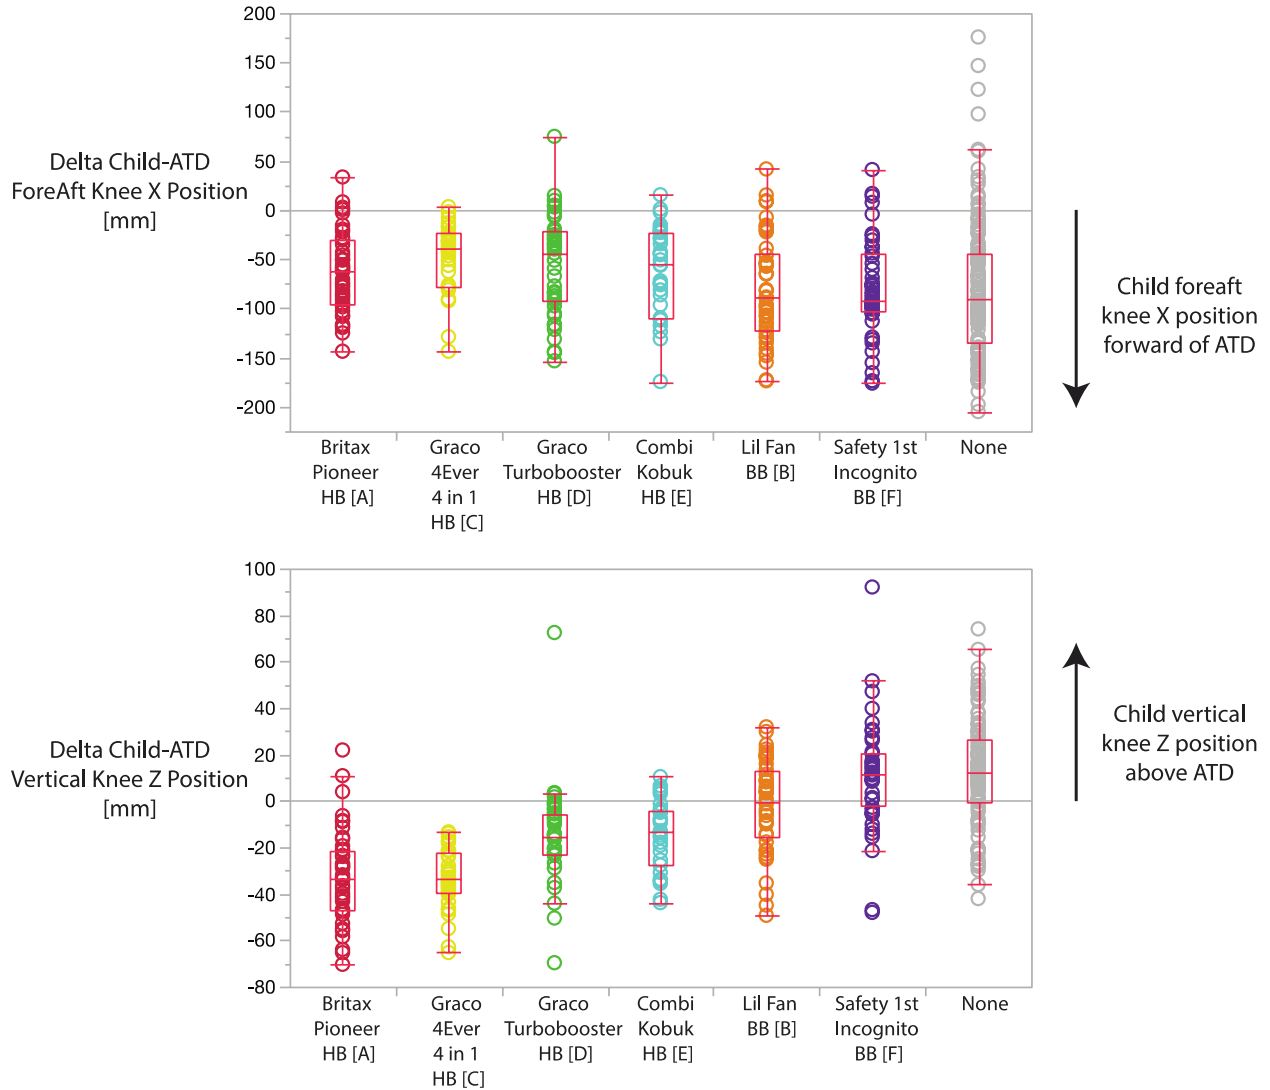 200
150
100
50
0
-50
-100
-150
-200
Delta Child-ATD
ForeAft Knee X Position
[mm]
Child foreaft
knee X position
forward of ATD
Britax
Pioneer
HB [A]
Graco
4Ever
4 in 1
HB [C]
Graco
Turbobooster
HB [D]
Combi
Kobuk
HB [E]
Lil Fan
BB [B]
Safety 1st
Incognito
BB [F]
None
100
80
60
40
20
0
-20
-40
-60
-80
Delta Child-ATD
Vertical Knee Z Position
[mm]
Child vertical
knee Z position
above ATD
Britax
Pioneer
HB [A]
Graco
4Ever
4 in 1
HB [C]
Graco
Turbobooster
HB [D]
Combi
Kobuk
HB [E]
Lil Fan
BB [B]
Safety 1st
Incognito
BB [F]
None